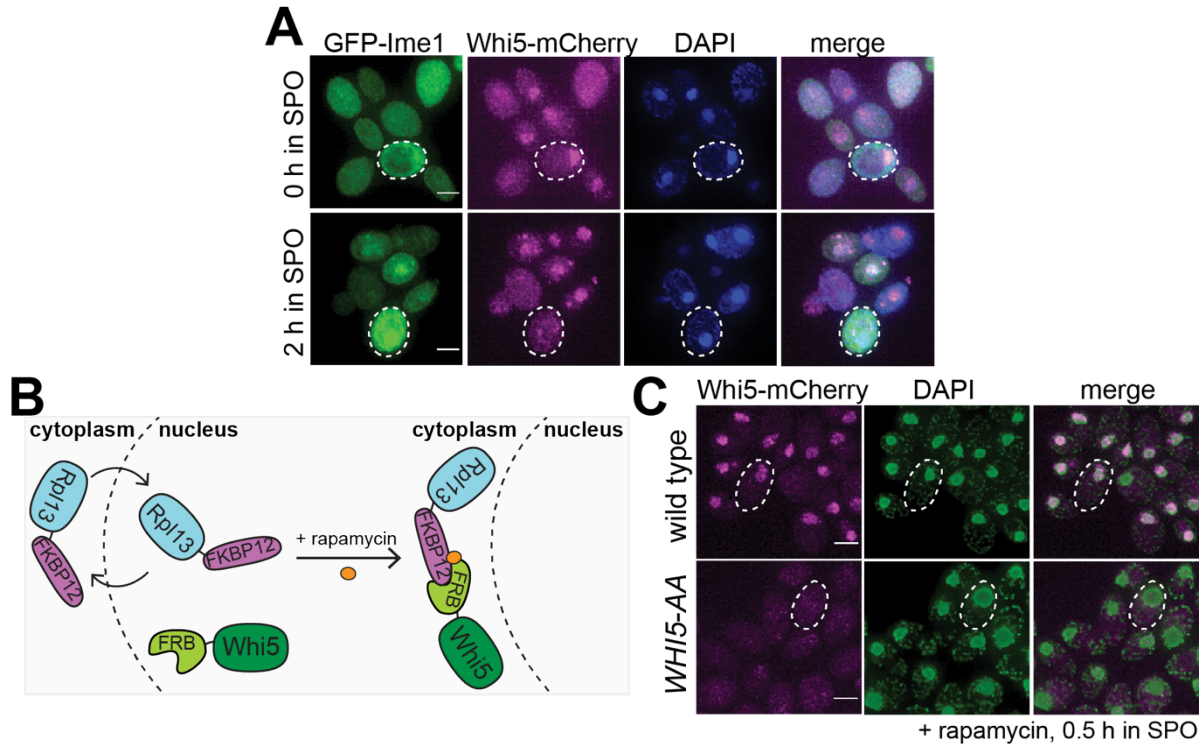 A
GFP-Ime1 Whi5-mCherry DAPI merge
0 h in SPO
2 h in SPO
B
cytoplasm nucleus
Rpl13
FKBP12
Rpl13
FKBP12
FRB
Whi5
+ rapamycin
cytoplasm nucleus
Rpl13
FKBP12
FRB
Whi5
C
Whi5-mCherry DAPI merge
wild type
WHI5-AA
+ rapamycin, 0.5 h in SPO